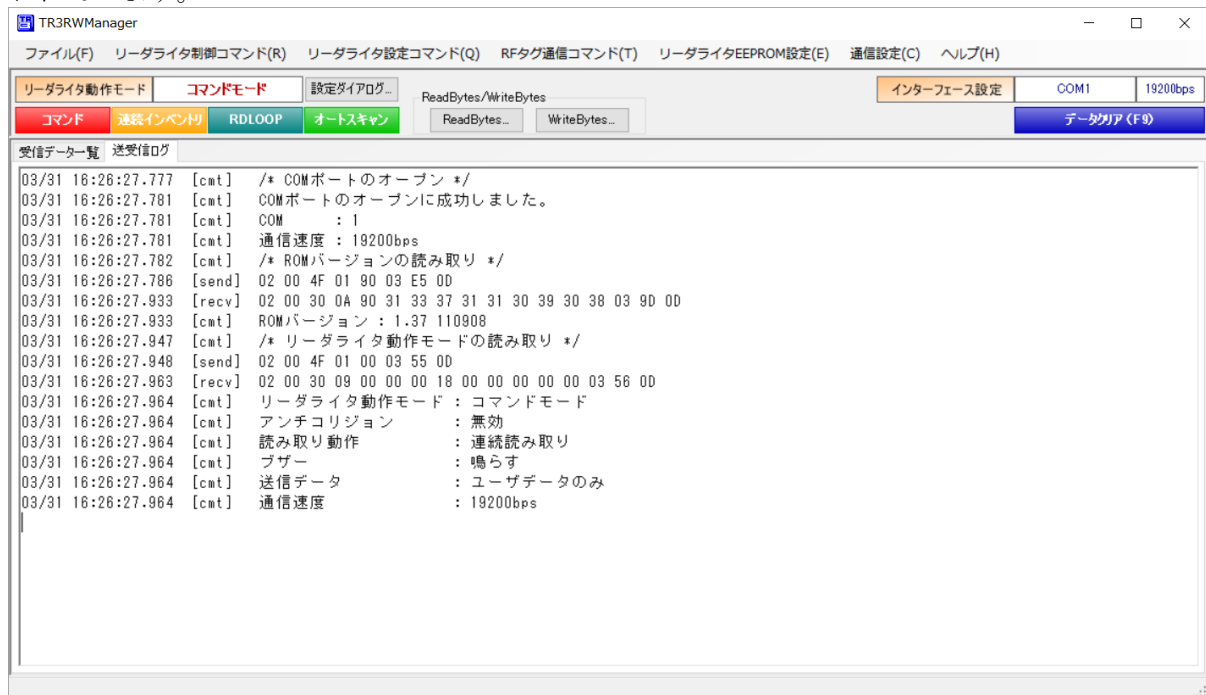 TR3RWManager
ファイル(F) リーダライタ制御コマンド(R) リーダライタ設定コマンド(Q) RFタグ通信コマンド(T) リーダライタEEPROM設定(E) 通信設定(C) ヘルプ(H)
リーダライタ動作モード コマンドモード 設定ダイアログ... ReadBytes/WriteBytes インターフェース設定 COM1 19200bps
コマンド 連続インベントリ RDLOOP オートスキャン ReadBytes... WriteBytes... データクリア(F9)
受信データ一覧 送受信ログ
03/31 16:26:27.777 [cmt] /* COMポートのオープン */
03/31 16:26:27.781 [cmt] COMポートのオープンに成功しました。
03/31 16:26:27.781 [cmt] COM : 1
03/31 16:26:27.781 [cmt] 通信速度 : 19200bps
03/31 16:26:27.782 [cmt] /* ROMバージョンの読み取り */
03/31 16:26:27.786 [send] 02 00 4F 01 90 03 E5 0D
03/31 16:26:27.933 [recv] 02 00 30 0A 90 31 33 37 31 31 30 39 30 38 03 9D 0D
03/31 16:26:27.933 [cmt] ROMバージョン : 1.37 110908
03/31 16:26:27.947 [cmt] /* リーダライタ動作モードの読み取り */
03/31 16:26:27.948 [send] 02 00 4F 01 00 03 55 0D
03/31 16:26:27.963 [recv] 02 00 30 09 00 00 00 18 00 00 00 00 00 03 56 0D
03/31 16:26:27.964 [cmt] リーダライタ動作モード : コマンドモード
03/31 16:26:27.964 [cmt] アンチコリジョン : 無効
03/31 16:26:27.964 [cmt] 読み取り動作 : 連続読み取り
03/31 16:26:27.964 [cmt] ブザー : 鳴らす
03/31 16:26:27.964 [cmt] 送信データ : ユーザデータのみ
03/31 16:26:27.964 [cmt] 通信速度 : 19200bps